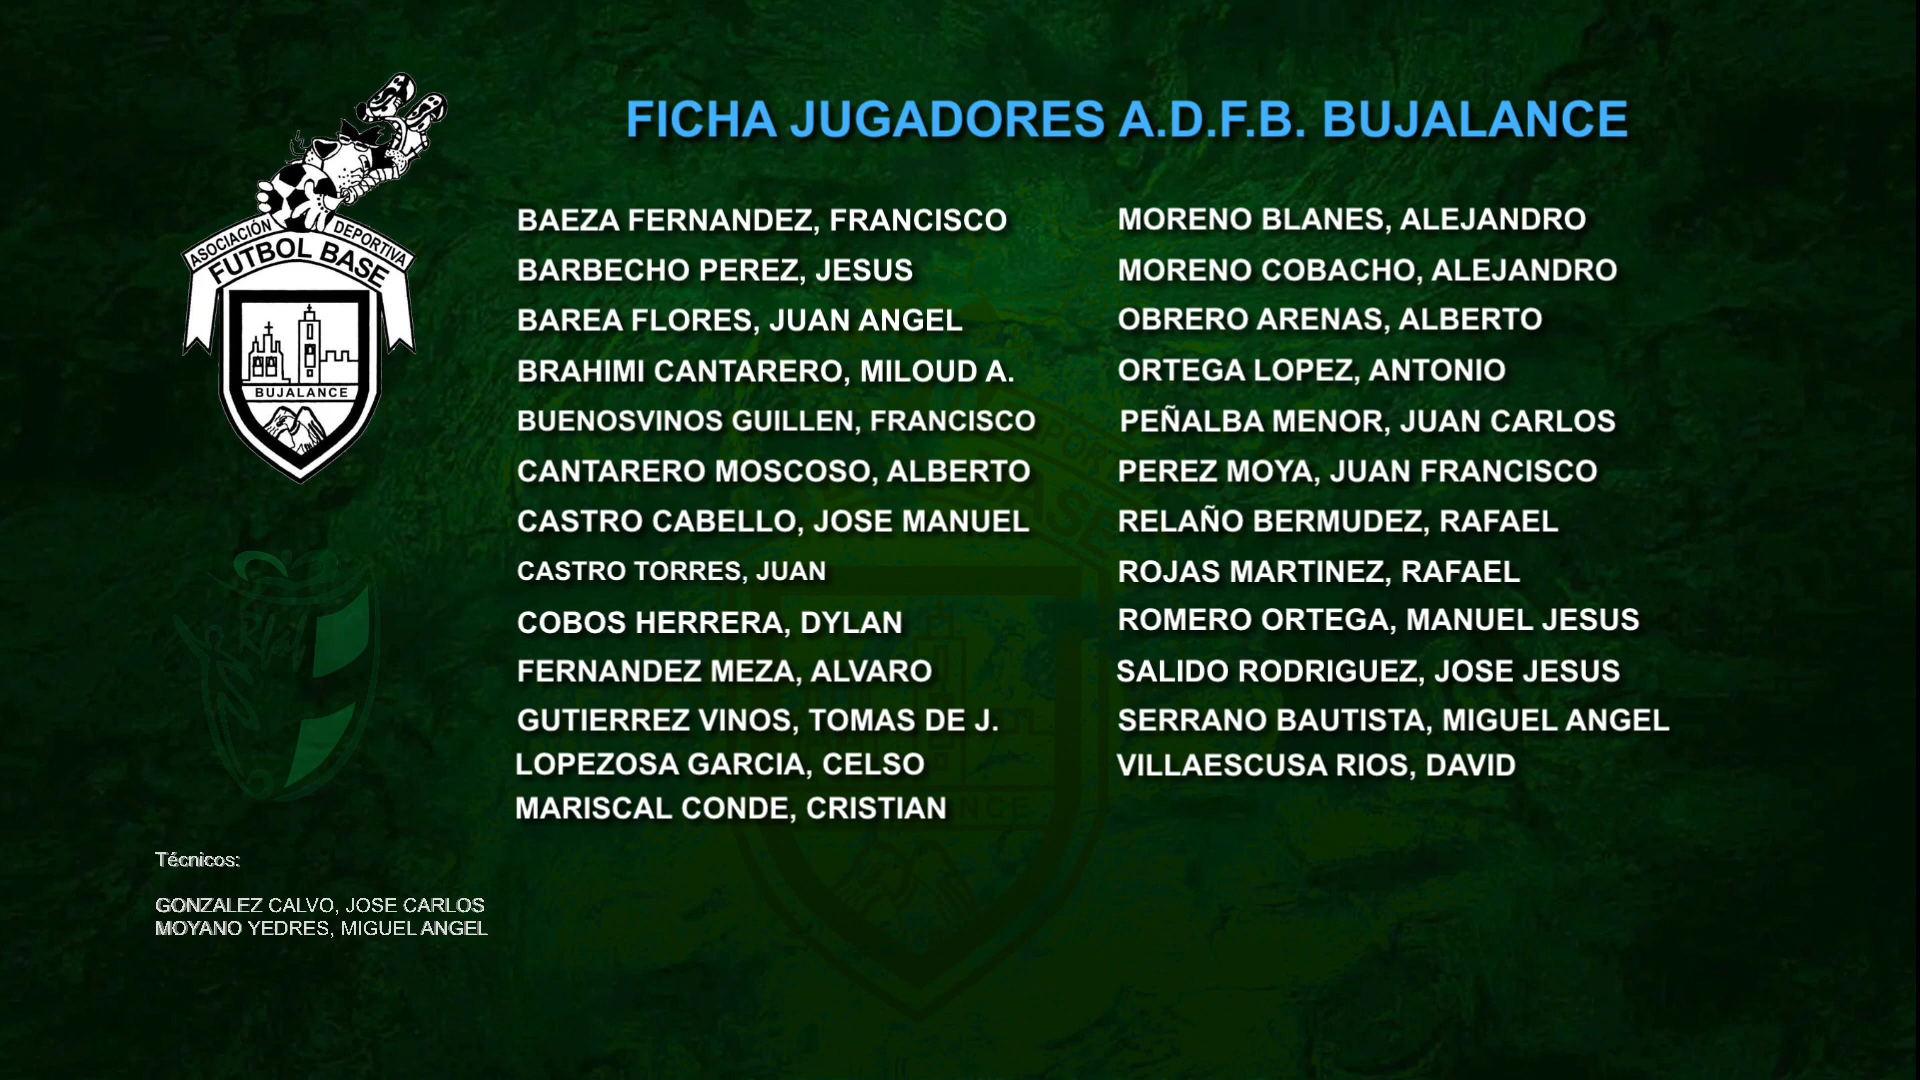 FICHA JUGADORES A.D.F.B. BUJALANCE
ASOCIACIÓN DEPORTIVA
FUTBOL BASE
BUJALANCE
BAEZA FERNANDEZ, FRANCISCO
BARBECHO PEREZ, JESUS
BAREA FLORES, JUAN ANGEL
BRAHIMI CANTARERO, MILOUD A.
BUENOSVINOS GUILLEN, FRANCISCO
CANTARERO MOSCOSO, ALBERTO
CASTRO CABELLO, JOSE MANUEL
CASTRO TORRES, JUAN
COBOS HERRERA, DYLAN
FERNANDEZ MEZA, ALVARO
GUTIERREZ VINOS, TOMAS DE J.
LOPEZOSA GARCIA, CELSO
MARISCAL CONDE, CRISTIAN
MORENO BLANES, ALEJANDRO
MORENO COBACHO, ALEJANDRO
OBRERO ARENAS, ALBERTO
ORTEGA LOPEZ, ANTONIO
PEÑALBA MENOR, JUAN CARLOS
PEREZ MOYA, JUAN FRANCISCO
RELAÑO BERMUDEZ, RAFAEL
ROJAS MARTINEZ, RAFAEL
ROMERO ORTEGA, MANUEL JESUS
SALIDO RODRIGUEZ, JOSE JESUS
SERRANO BAUTISTA, MIGUEL ANGEL
VILLAESCUSA RIOS, DAVID
Técnicos:
GONZALEZ CALVO, JOSE CARLOS
MOYANO YEDRES, MIGUEL ANGEL